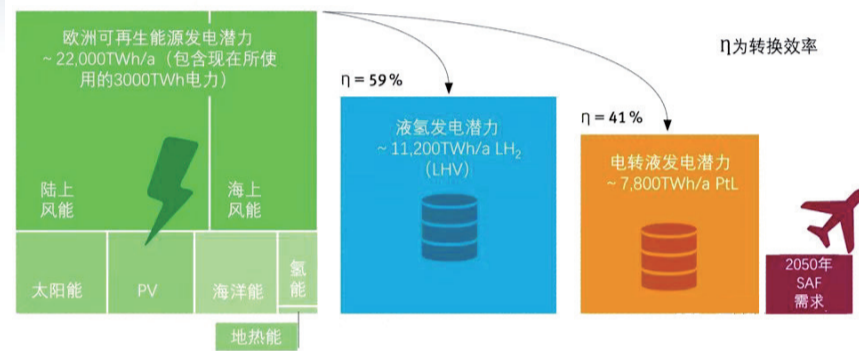 欧洲可再生能源发电潜力
~ 22,000TWh/a（包含现在所使
用的3000TWh电力）
陆上
风能
海上
风能
太阳能
PV
海洋能
氢
能
地热能
η = 59%
液氢发电潜力
~ 11,200TWh/a LH₂
(LHV)
η = 41%
电转液发电潜力
~ 7,800TWh/a PtL
η为转换效率
2050年
SAF
需求